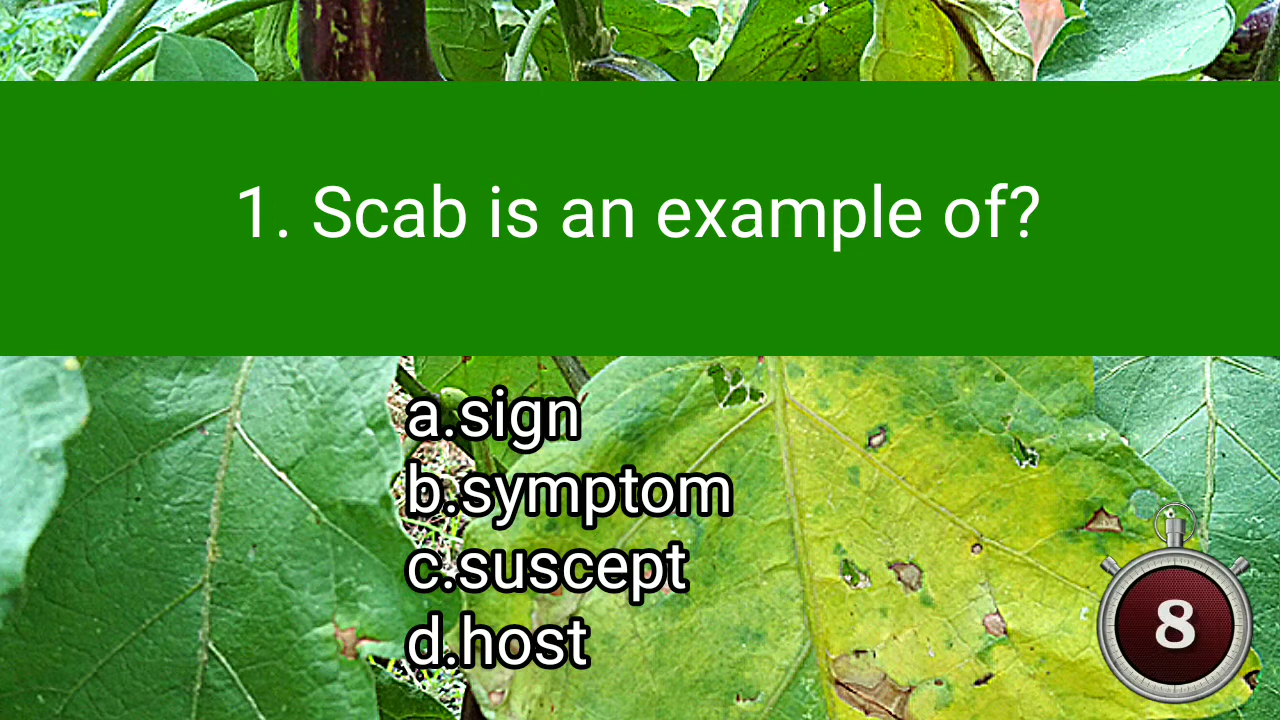 1. Scab is an example of?
a.sign
b.symptom
c.suscept
d.host
8